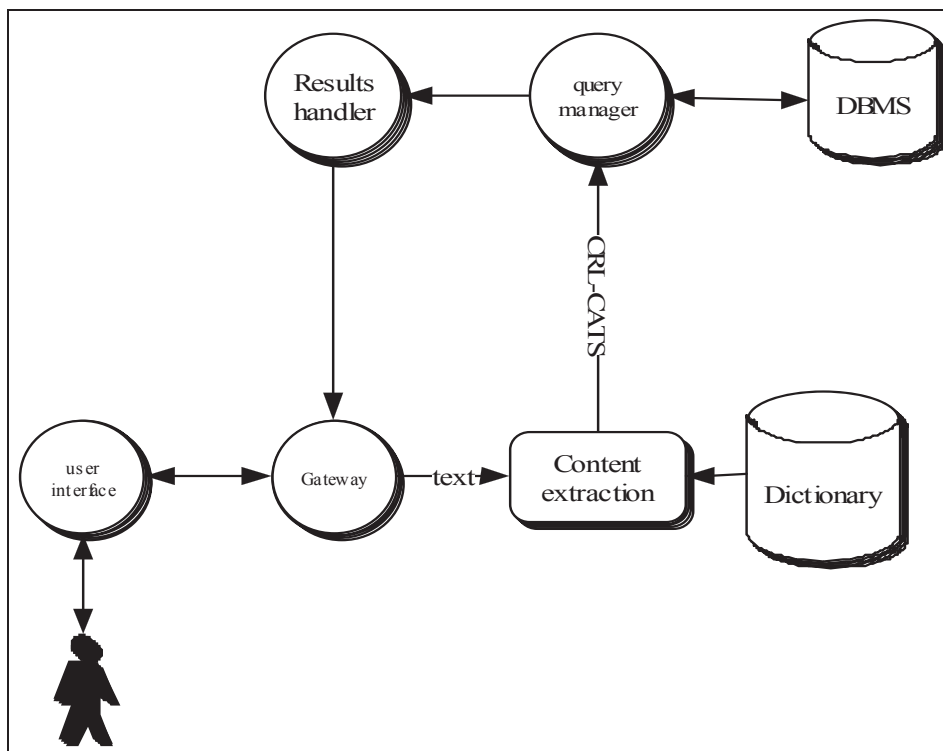 Results
handler
query
manager
DBMS
CRL-CATS
user
interface
Gateway
text
Content
extraction
Dictionary